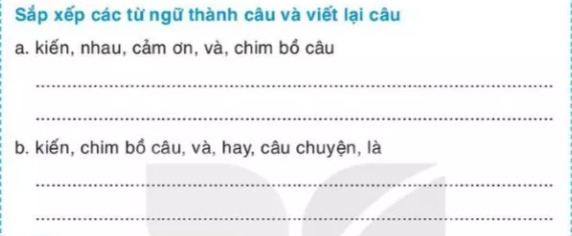 Sắp xếp các từ ngữ thành câu và viết lại câu
a. kiến, nhau, cảm ơn, và, chim bồ câu
b. kiến, chim bồ câu, và, hay, câu chuyện, là